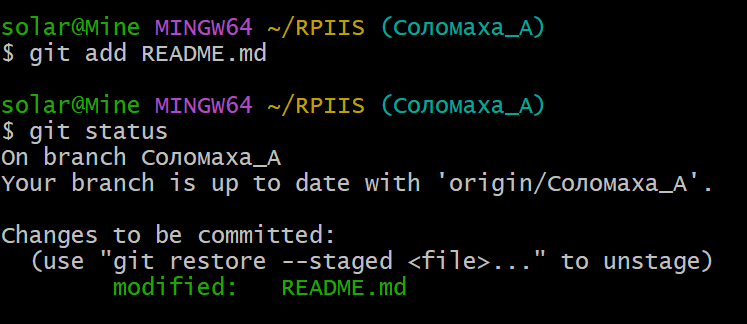 solar@Mine MINGW64 ~/RPIIS (Соломаха_А)
$ git add README.md
solar@Mine MINGW64 ~/RPIIS (Соломаха_А)
$ git status
On branch Соломаха_А
Your branch is up to date with 'origin/Соломаха_А'.
Changes to be committed:
(use "git restore --staged <file>..." to unstage)
modified: README.md